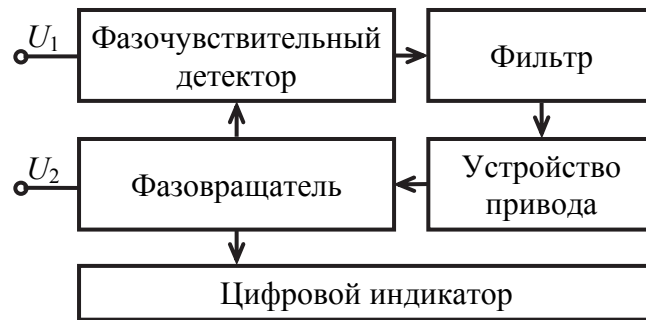 U1
Фазочувствительный
детектор
Фильтр
U2
Фазовращатель
Устройство
привода
Цифровой индикатор